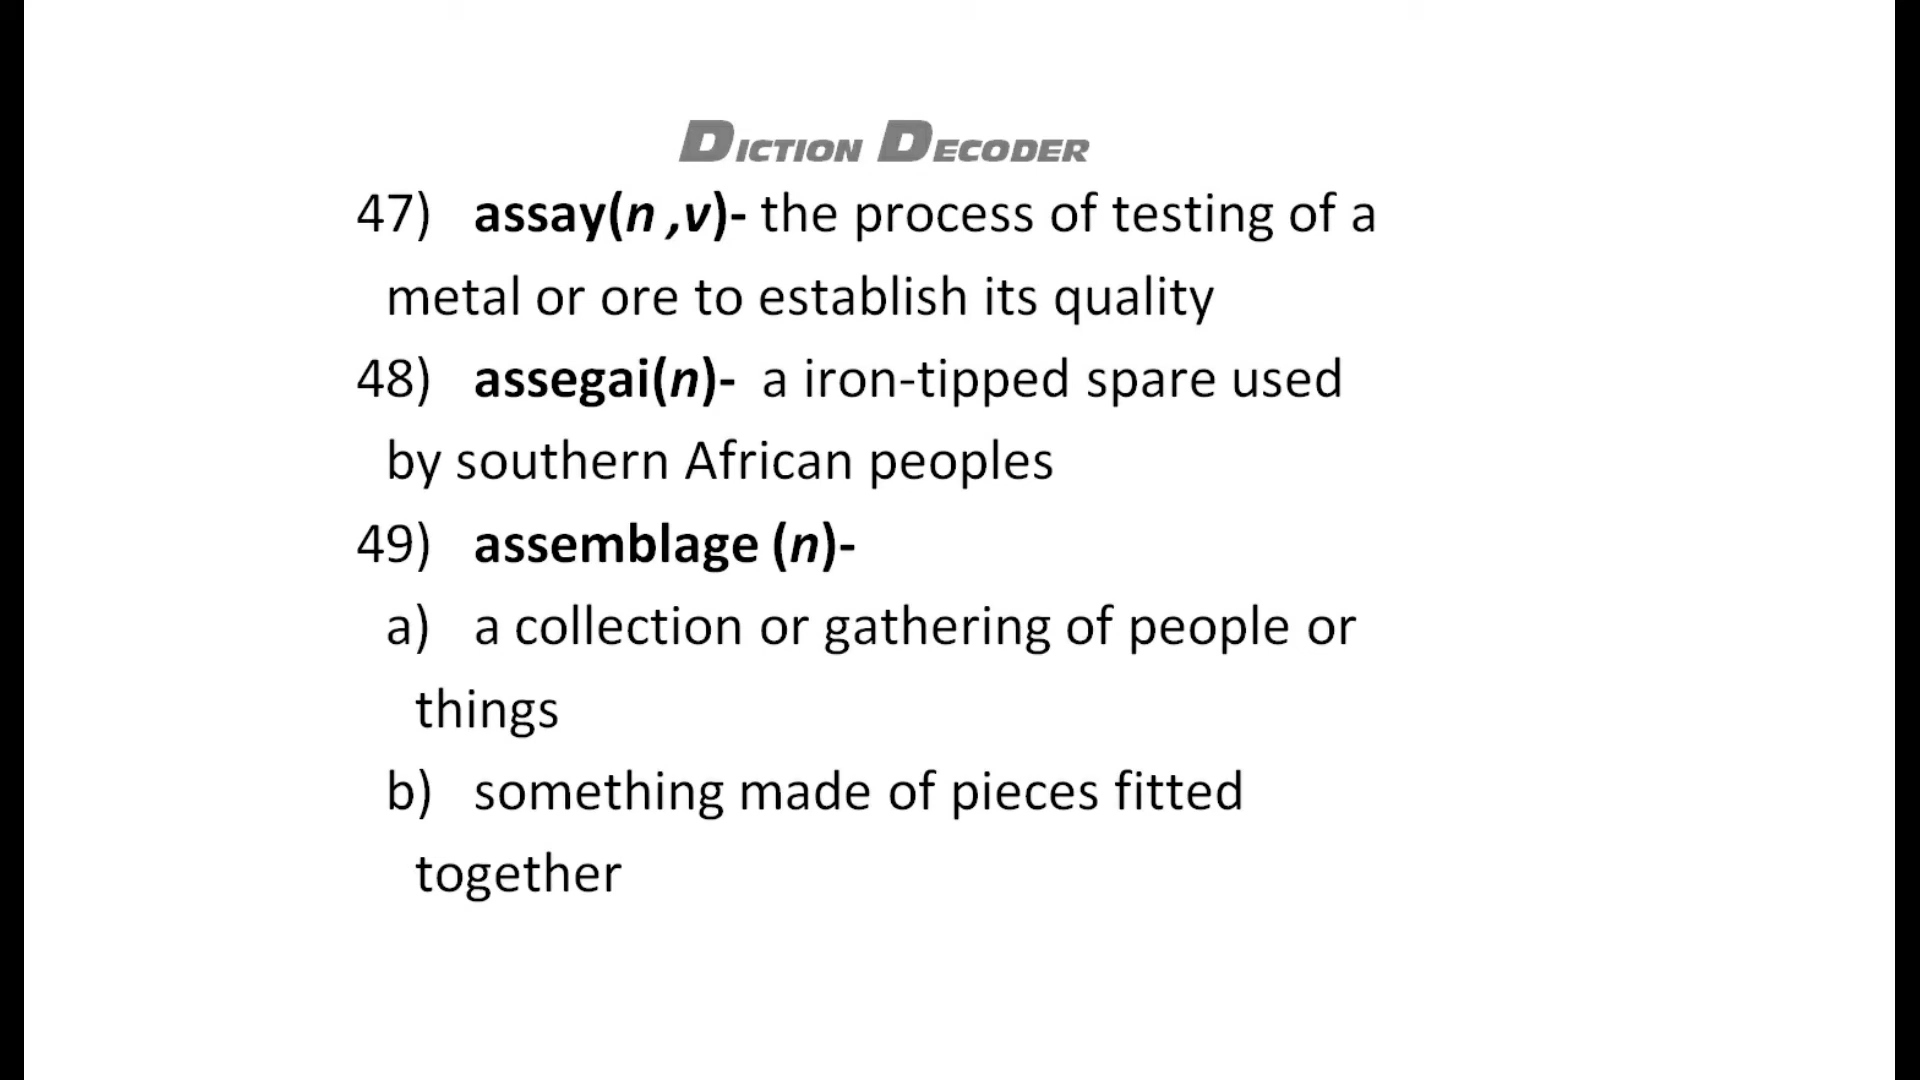 DICTION DECODER
47) assay(n ,v)- the process of testing of a
metal or ore to establish its quality
48) assegai(n)- a iron-tipped spare used
by southern African peoples
49) assemblage (n)-
a) a collection or gathering of people or
things
b) something made of pieces fitted
together